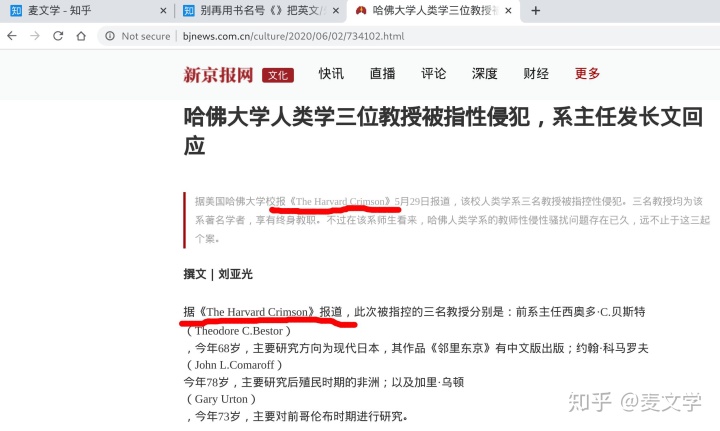 知 麦文学 - 知乎 × 知 别再用书名号《》把英文/ × 哈佛大学人类学三位教授被 × +
Not secure | bjnews.com.cn/culture/2020/06/02/734102.html
新京报网 文化 快讯 直播 评论 深度 财经 更多
哈佛大学人类学三位教授被指性侵犯，系主任发长文回
应
据美国哈佛大学校报《The Harvard Crimson》5月29日报道，该校人类学系三名教授被指控性侵犯。三名教授均为该
系著名学者，享有终身教职。不过在该系师生看来，哈佛人类学系的教师性侵性骚扰问题存在已久，远不止于这三起
个案。
撰文 | 刘亚光
据《The Harvard Crimson》报道，此次被指控的三名教授分别是：前系主任西奥多·C.贝斯特
（Theodore C.Bestor）
，今年68岁，主要研究方向为现代日本，其作品《邻里东京》有中文版出版；约翰·科马罗夫
（John L.Comaroff）
今年78岁，主要研究后殖民时期的非洲；以及加里·乌顿
（Gary Urton）
，今年73岁，主要对前哥伦布时期进行研究。
知乎 @麦文学